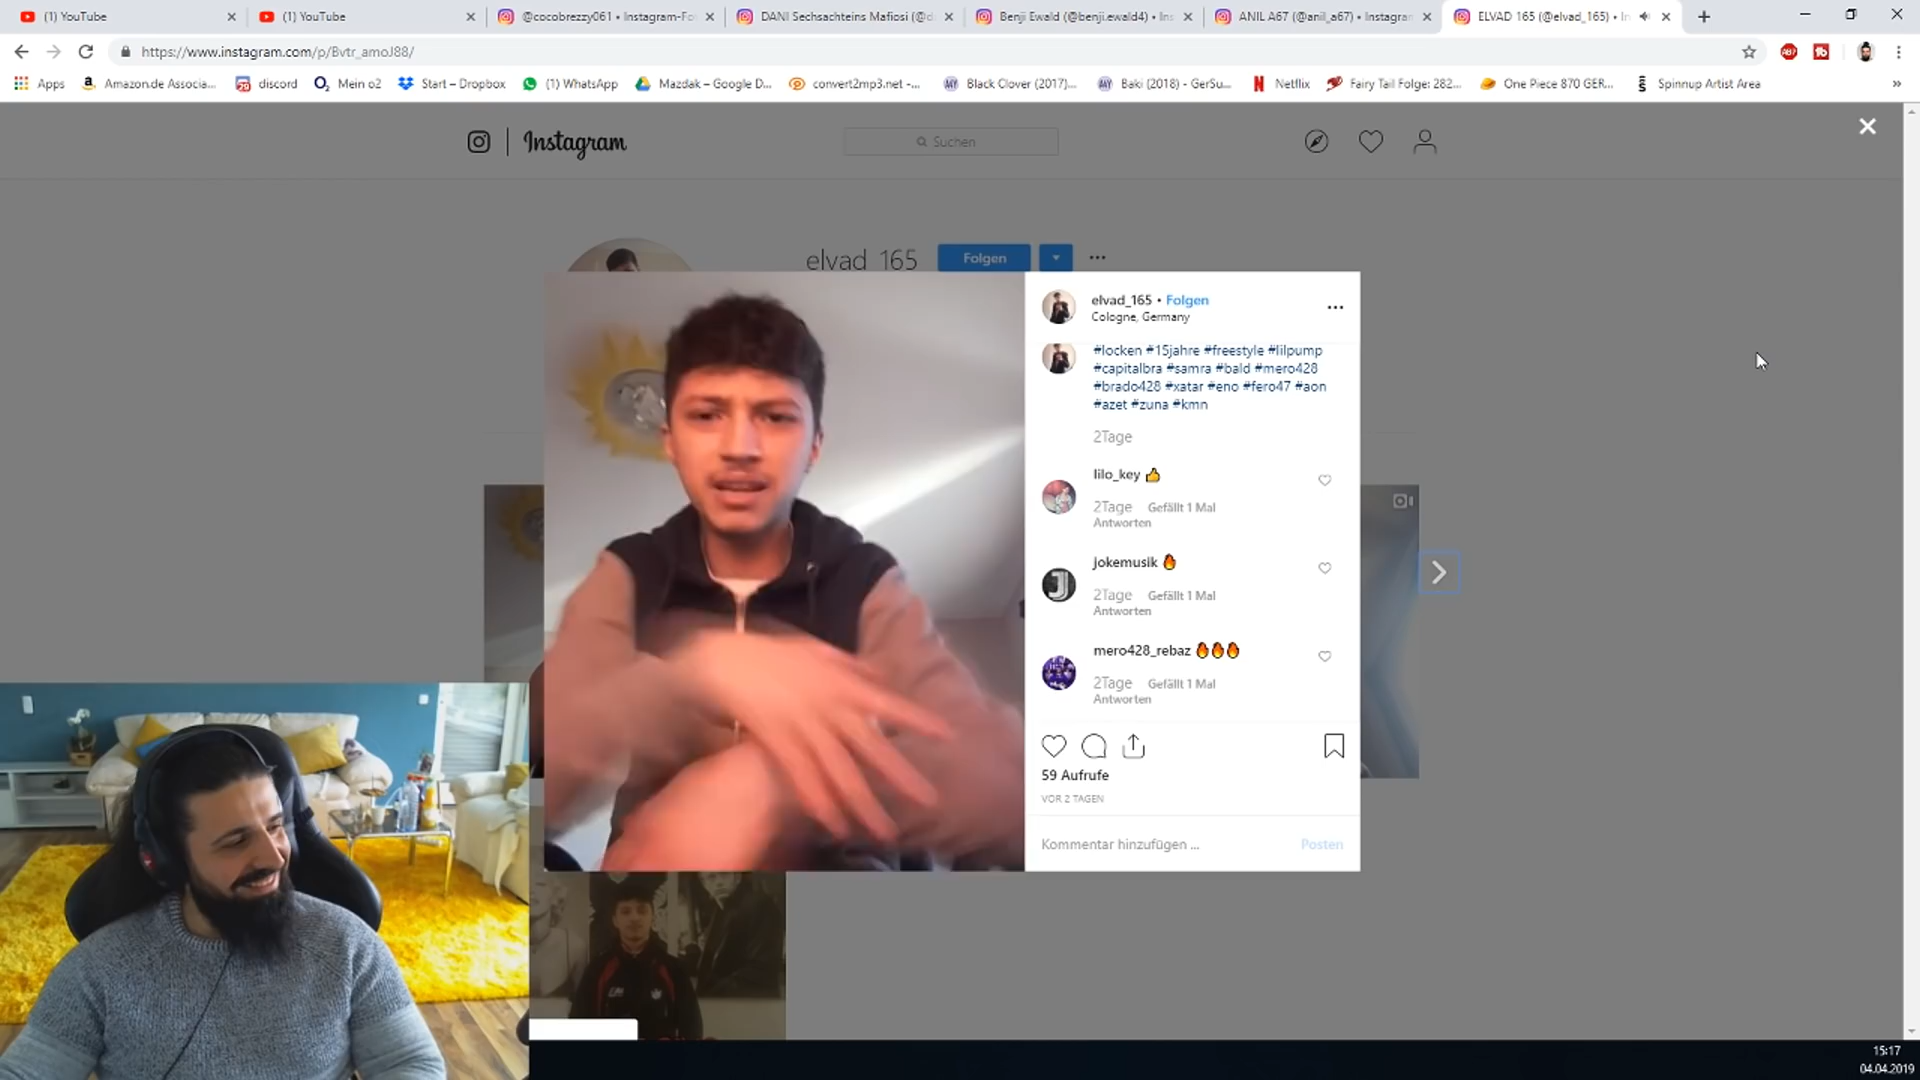 (1) YouTube
(1) YouTube
@cocobrezzy061 • Instagram-Fo
DANI Sechsachteins Mafiosi (@d
Benji Ewald (@benji.ewald4) • In
ANIL A67 (@anil_a67) • Instagram
ELVAD 165 (@elvad_165) • In
https://www.instagram.com/p/Bvtr_amoJ88/
Apps
Amazon.de Associa...
discord
Mein o2
Start – Dropbox
(1) WhatsApp
Mazdak – Google D...
convert2mp3.net -...
Black Clover (2017)...
Baki (2018) - GerSu...
Netflix
Fairy Tail Folge: 282...
One Piece 870 GER...
Spinnup Artist Area
»
Instagram
Suchen
elvad_165
Folgen
elvad_165 • Folgen
Cologne, Germany
#locken #15jahre #freestyle #lilpump
#capitalbra #samra #bald #mero428
#brado428 #xatar #eno #fero47 #aon
#azet #zuna #kmn
2Tage
lilo_key 👍
2Tage Gefällt 1 Mal
Antworten
jokemusik 🔥
2Tage Gefällt 1 Mal
Antworten
mero428_rebaz 🔥🔥🔥
2Tage Gefällt 1 Mal
Antworten
59 Aufrufe
VOR 2 TAGEN
Kommentar hinzufügen ...
Posten
15:17
04.04.2019